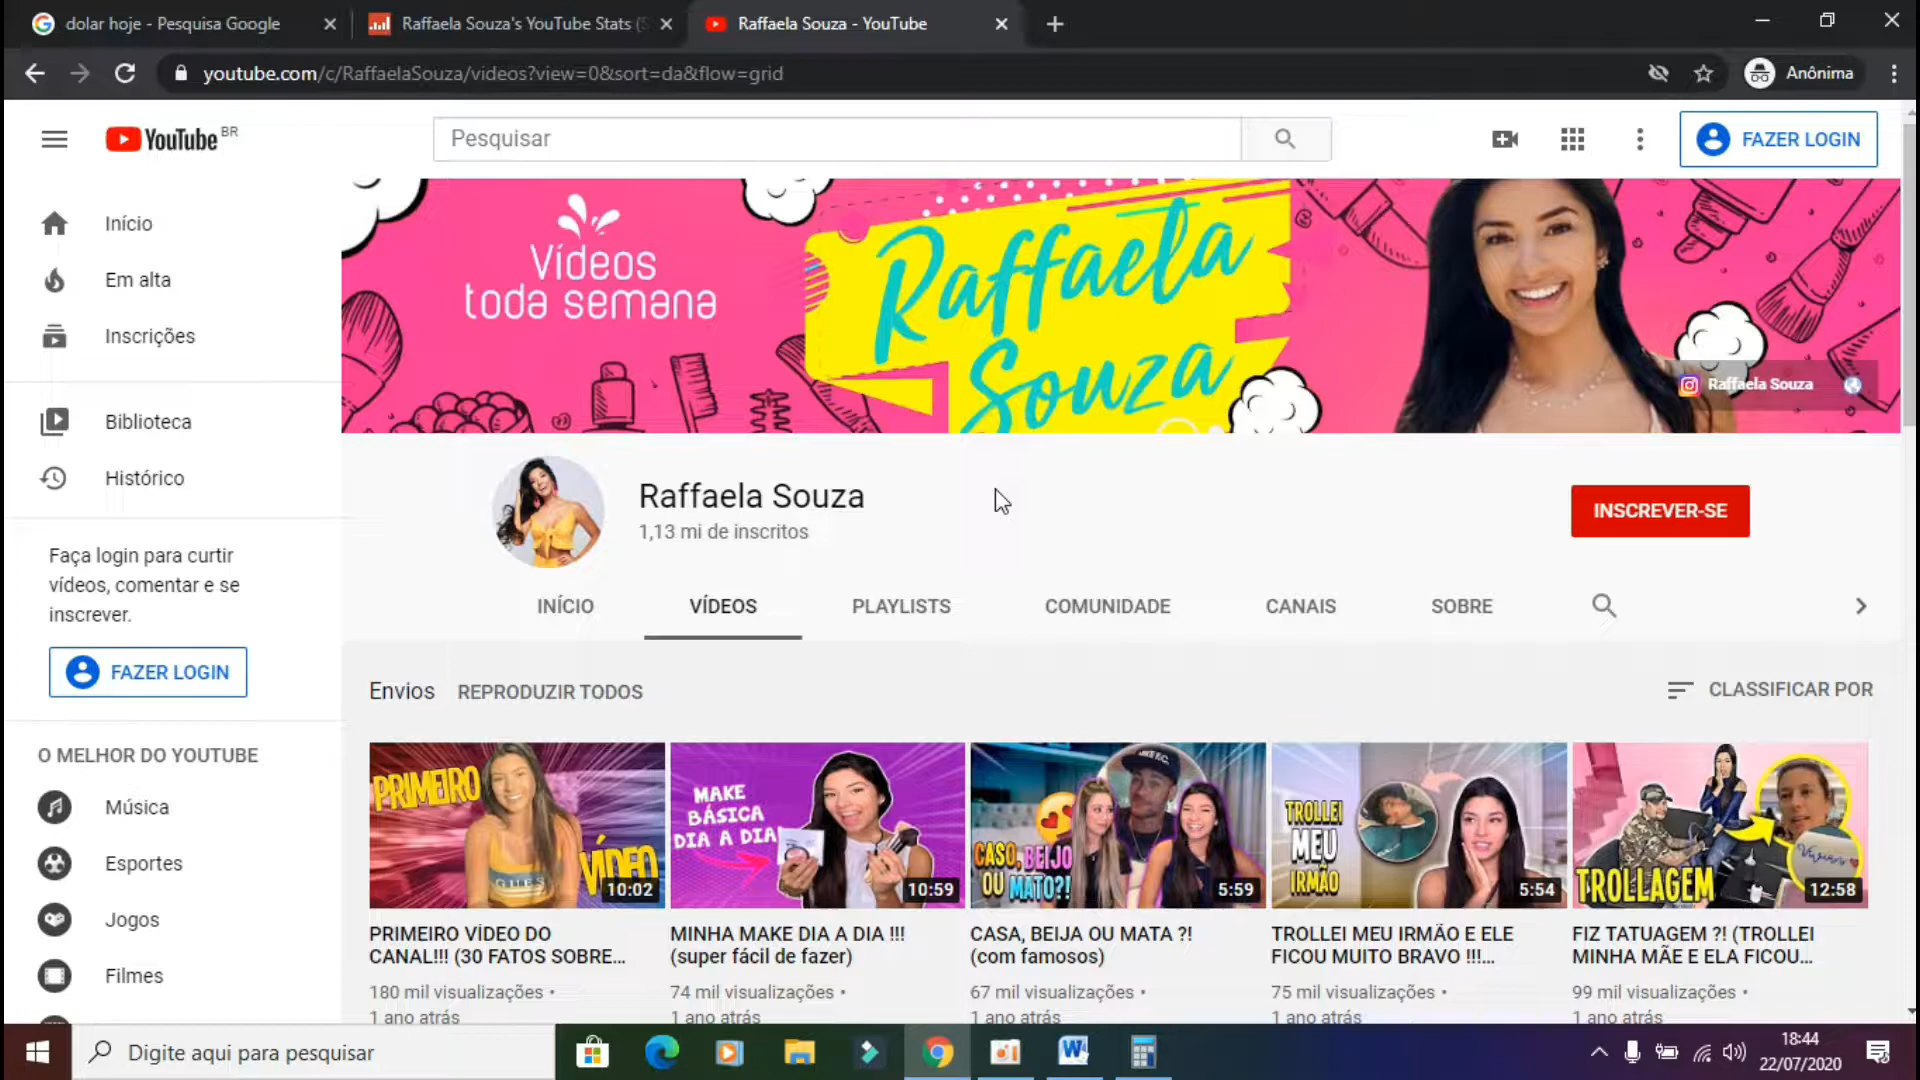 dolar hoje - Pesquisa Google
Raffaela Souza's YouTube Stats (S
Raffaela Souza - YouTube
youtube.com/c/RaffaelaSouza/videos?view=0&sort=da&flow=grid
Anônima
YouTube BR
Pesquisar
FAZER LOGIN
Início
Em alta
Inscrições
Biblioteca
Histórico
Faça login para curtir
vídeos, comentar e se
inscrever.
FAZER LOGIN
O MELHOR DO YOUTUBE
Música
Esportes
Jogos
Filmes
Vídeos
toda semana
Raffaela
Souza
Raffaela Souza
Raffaela Souza
1,13 mi de inscritos
INSCREVER-SE
INÍCIO
VÍDEOS
PLAYLISTS
COMUNIDADE
CANAIS
SOBRE
Envios
REPRODUZIR TODOS
CLASSIFICAR POR
PRIMEIRO
VÍDEO
GUESS
10:02
PRIMEIRO VÍDEO DO
CANAL!!! (30 FATOS SOBRE...
180 mil visualizações •
1 ano atrás
MAKE
BÁSICA
DIA A DIA
10:59
MINHA MAKE DIA A DIA !!!
(super fácil de fazer)
74 mil visualizações •
1 ano atrás
CASO, BEIJO
OU MATO?!
5:59
CASA, BEIJA OU MATA ?!
(com famosos)
67 mil visualizações •
1 ano atrás
TROLLEI
MEU
IRMÃO
5:54
TROLLEI MEU IRMÃO E ELE
FICOU MUITO BRAVO !!!...
75 mil visualizações •
1 ano atrás
TROLLAGEM
12:58
FIZ TATUAGEM ?! (TROLLEI
MINHA MÃE E ELA FICOU...
99 mil visualizações •
1 ano atrás
Digite aqui para pesquisar
18:44
22/07/2020